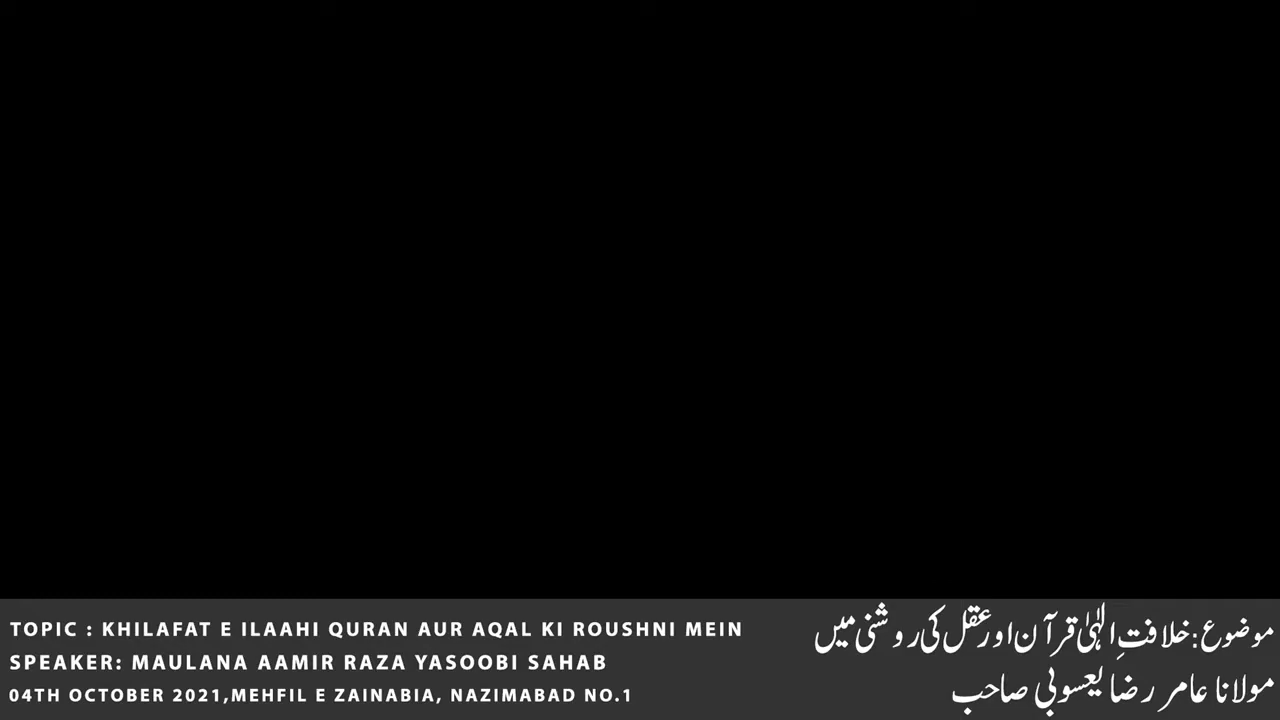 TOPIC : KHILAFAT E ILAAHI QURAN AUR AQAL KI ROUSHNI MEIN
SPEAKER: MAULANA AAMIR RAZA YASOOBI SAHAB
04TH OCTOBER 2021,MEHFIL E ZAINABIA, NAZIMABAD NO.1
موضوع:خلافتِ الٰہی قرآن اور عقل کی روشنی میں
مولانا عامر رضا یعسوبی صاحب